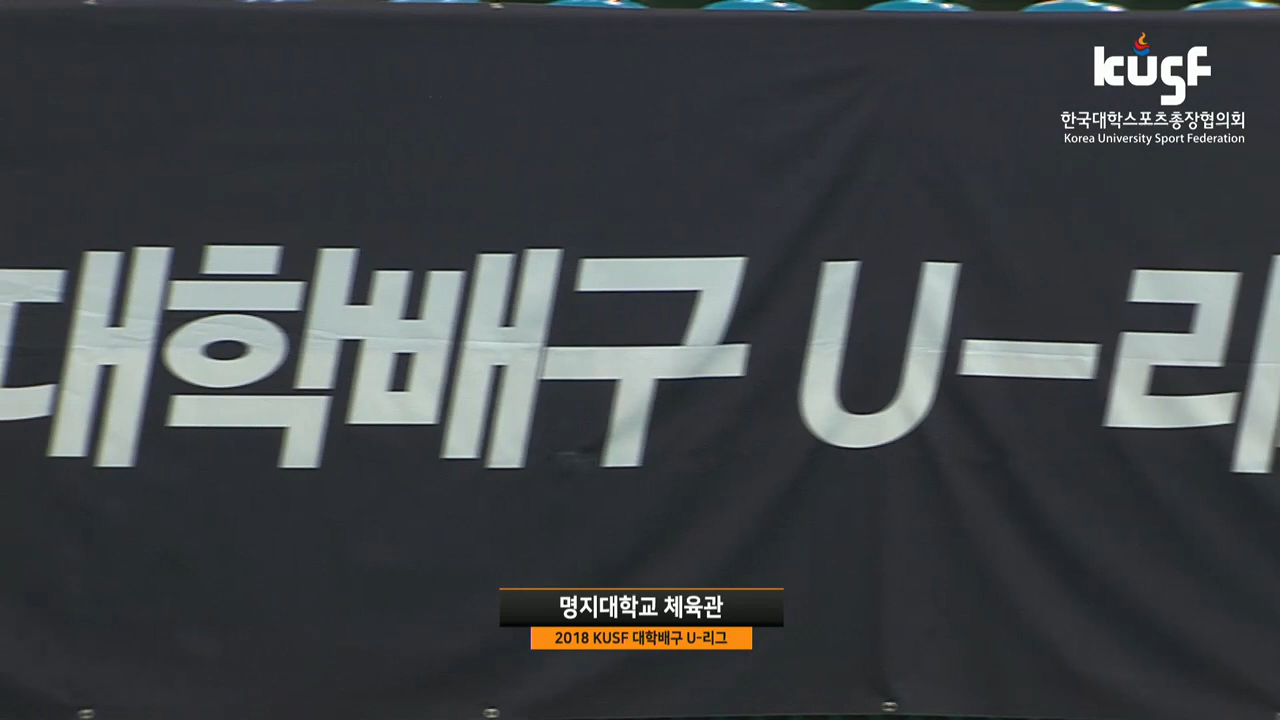 kusf
한국대학스포츠총장협의회
Korea University Sport Federation
대학배구 U-리
명지대학교 체육관
2018 KUSF 대학배구 U-리그